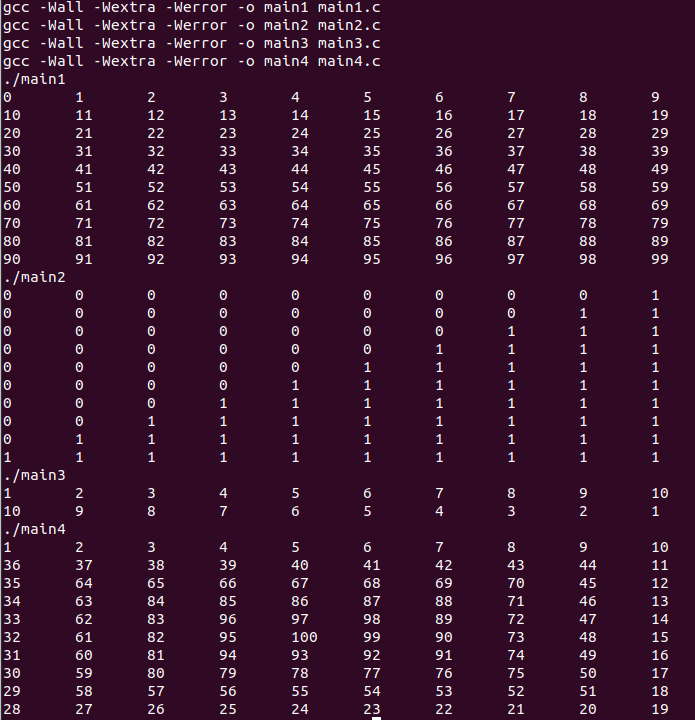 gcc -Wall -Wextra -Werror -o main1 main1.c
gcc -Wall -Wextra -Werror -o main2 main2.c
gcc -Wall -Wextra -Werror -o main3 main3.c
gcc -Wall -Wextra -Werror -o main4 main4.c
./main1
0 1 2 3 4 5 6 7 8 9
10 11 12 13 14 15 16 17 18 19
20 21 22 23 24 25 26 27 28 29
30 31 32 33 34 35 36 37 38 39
40 41 42 43 44 45 46 47 48 49
50 51 52 53 54 55 56 57 58 59
60 61 62 63 64 65 66 67 68 69
70 71 72 73 74 75 76 77 78 79
80 81 82 83 84 85 86 87 88 89
90 91 92 93 94 95 96 97 98 99
./main2
0 0 0 0 0 0 0 0 0 1
0 0 0 0 0 0 0 0 1 1
0 0 0 0 0 0 0 1 1 1
0 0 0 0 0 0 1 1 1 1
0 0 0 0 0 1 1 1 1 1
0 0 0 0 1 1 1 1 1 1
0 0 0 1 1 1 1 1 1 1
0 0 1 1 1 1 1 1 1 1
0 1 1 1 1 1 1 1 1 1
1 1 1 1 1 1 1 1 1 1
./main3
1 2 3 4 5 6 7 8 9 10
10 9 8 7 6 5 4 3 2 1
./main4
1 2 3 4 5 6 7 8 9 10
36 37 38 39 40 41 42 43 44 11
35 64 65 66 67 68 69 70 45 12
34 63 84 85 86 87 88 71 46 13
33 62 83 96 97 98 89 72 47 14
32 61 82 95 100 99 90 73 48 15
31 60 81 94 93 92 91 74 49 16
30 59 80 79 78 77 76 75 50 17
29 58 57 56 55 54 53 52 51 18
28 27 26 25 24 23 22 21 20 19